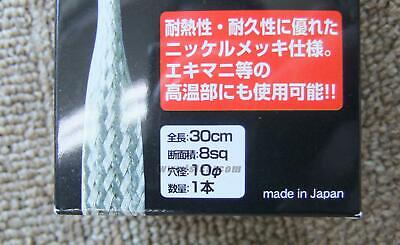 耐熱性・耐久性に優れた
ニッケルメッキ仕様。
エキマニ等の
高温部にも使用可能!!
全長:30cm
断面積:8sq
穴径:10φ
数量:1本
made in Japan